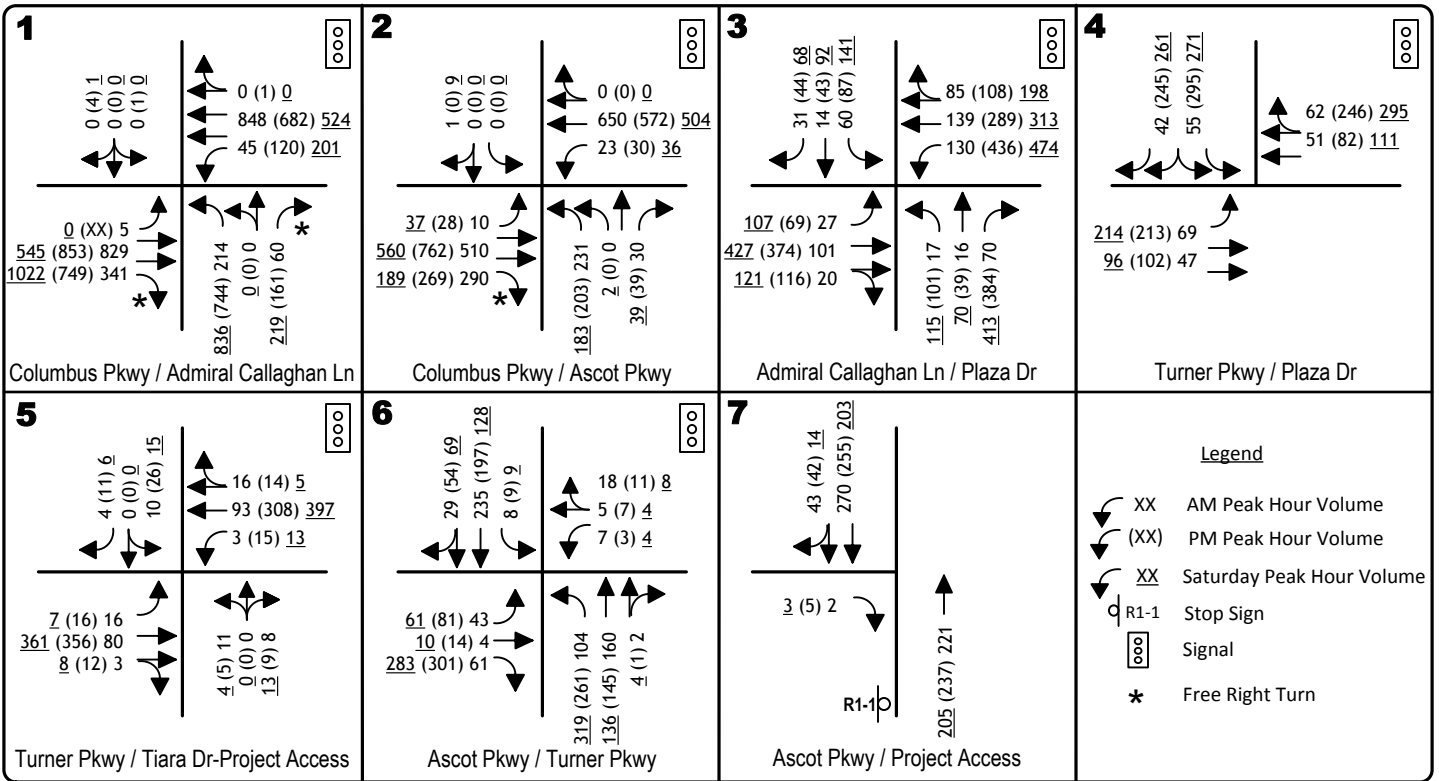 1
0 (4) 1
0 (0) 0
0 (1) 0
0 (1) 0
848 (682) 524
45 (120) 201
0 (XX) 5
545 (853) 829
1022 (749) 341
*
836 (744) 214
0 (0) 0
219 (161) 60
*
Columbus Pkwy / Admiral Callaghan Ln
2
1 (0) 9
0 (0) 0
0 (0) 0
0 (0) 0
650 (572) 504
23 (30) 36
37 (28) 10
560 (762) 510
189 (269) 290
*
183 (203) 231
2 (0) 0
39 (39) 30
Columbus Pkwy / Ascot Pkwy
3
31 (44) 68
14 (43) 92
60 (87) 141
85 (108) 198
139 (289) 313
130 (436) 474
107 (69) 27
427 (374) 101
121 (116) 20
115 (101) 17
70 (39) 16
413 (384) 70
Admiral Callaghan Ln / Plaza Dr
4
42 (245) 261
55 (295) 271
62 (246) 295
51 (82) 111
214 (213) 69
96 (102) 47
Turner Pkwy / Plaza Dr
5
4 (11) 6
0 (0) 0
10 (26) 15
16 (14) 5
93 (308) 397
3 (15) 13
7 (16) 16
361 (356) 80
8 (12) 3
4 (5) 11
0 (0) 0
13 (9) 8
Turner Pkwy / Tiara Dr-Project Access
6
29 (54) 69
235 (197) 128
8 (9) 9
18 (11) 8
5 (7) 4
7 (3) 4
61 (81) 43
10 (14) 4
283 (301) 61
319 (261) 104
136 (145) 160
4 (1) 2
Ascot Pkwy / Turner Pkwy
7
43 (42) 14
270 (255) 203
3 (5) 2
R1-1
205 (237) 221
Ascot Pkwy / Project Access
Legend
XX AM Peak Hour Volume
(XX) PM Peak Hour Volume
XX Saturday Peak Hour Volume
R1-1 Stop Sign
Signal
* Free Right Turn